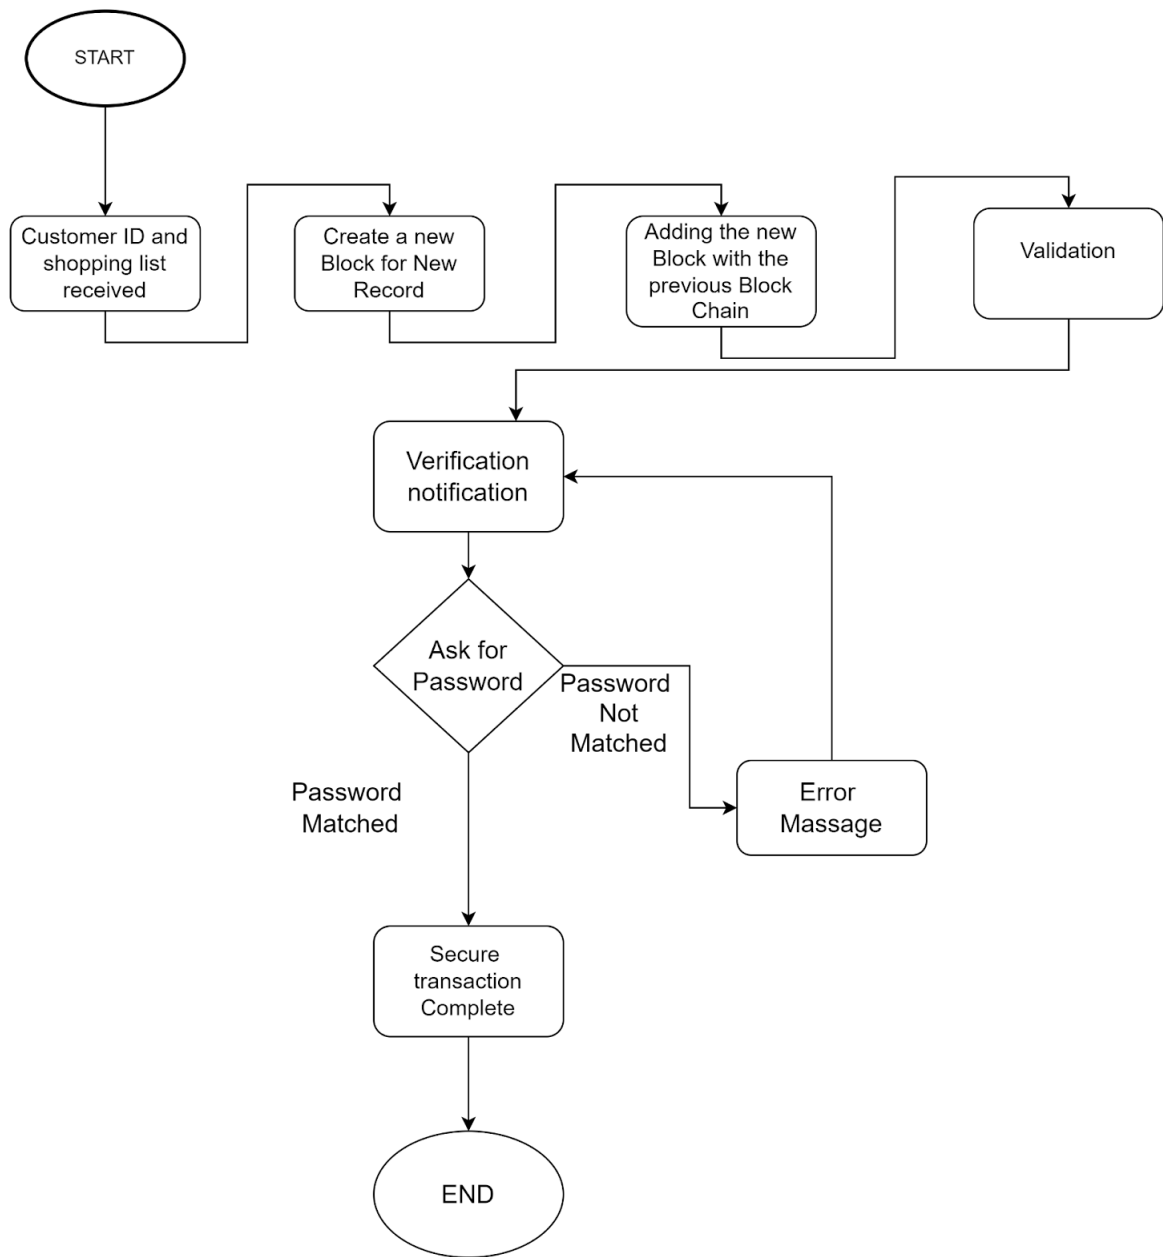 START
Customer ID and
shopping list
received
Create a new
Block for New
Record
Adding the new
Block with the
previous Block
Chain
Validation
Verification
notification
Ask for
Password
Password
Not
Matched
Error
Massage
Password
Matched
Secure
transaction
Complete
END